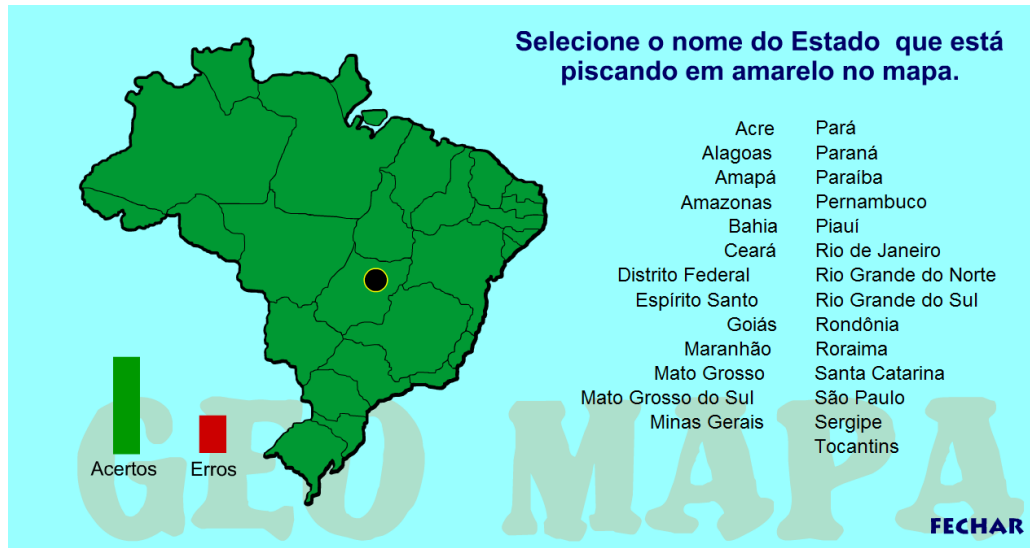 Selecione o nome do Estado que está
piscando em amarelo no mapa.
Acre
Alagoas
Amapá
Amazonas
Bahia
Ceará
Distrito Federal
Espírito Santo
Goiás
Maranhão
Mato Grosso
Mato Grosso do Sul
Minas Gerais
Pará
Paraná
Paraíba
Pernambuco
Piauí
Rio de Janeiro
Rio Grande do Norte
Rio Grande do Sul
Rondônia
Roraima
Santa Catarina
São Paulo
Sergipe
Tocantins
Acertos
Erros
GEO MAPA
FECHAR